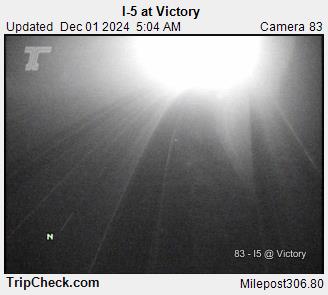 I-5 at Victory
Updated Dec 01 2024 5:04 AM Camera 83
T
N
83 - I5 @ Victory
TripCheck.com Milepost306.80